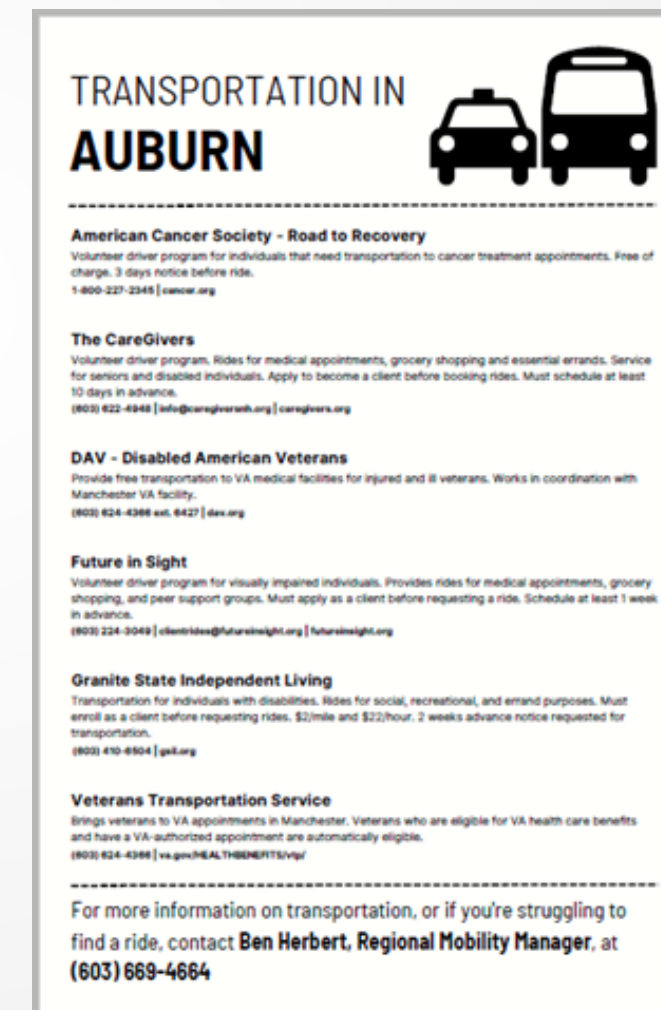 TRANSPORTATION IN
AUBURN
American Cancer Society - Road to Recovery
Volunteer driver program for individuals that need transportation to cancer treatment appointments. Free of
charge. 3 days notice before ride.
1-800-227-2345 | cancer.org
The CareGivers
Volunteer driver program. Rides for medical appointments, grocery shopping and essential errands. Service
for seniors and disabled individuals. Apply to become a client before booking rides. Must schedule at least
10 days in advance.
(603) 622-4948 | info@caregiversnh.org | caregivers.org
DAV - Disabled American Veterans
Provide free transportation to VA medical facilities for injured and ill veterans. Works in coordination with
Manchester VA facility.
(603) 624-4366 ext. 6427 | dav.org
Future in Sight
Volunteer driver program for visually impaired individuals. Provides rides for medical appointments, grocery
shopping, and peer support groups. Must apply as a client before requesting a ride. Schedule at least 1 week
in advance.
(603) 224-3049 | clientrides@futureinsight.org | futureinsight.org
Granite State Independent Living
Transportation for individuals with disabilities. Rides for social, recreational, and errand purposes. Must
enroll as a client before requesting rides. $2/mile and $22/hour. 2 weeks advance notice requested for
transportation.
(603) 410-6504 | gsil.org
Veterans Transportation Service
Brings veterans to VA appointments in Manchester. Veterans who are eligible for VA health care benefits
and have a VA-authorized appointment are automatically eligible.
(603) 624-4366 | va.gov/HEALTHBENEFITS/vtp/
For more information on transportation, or if you're struggling to
find a ride, contact Ben Herbert, Regional Mobility Manager, at
(603) 669-4664